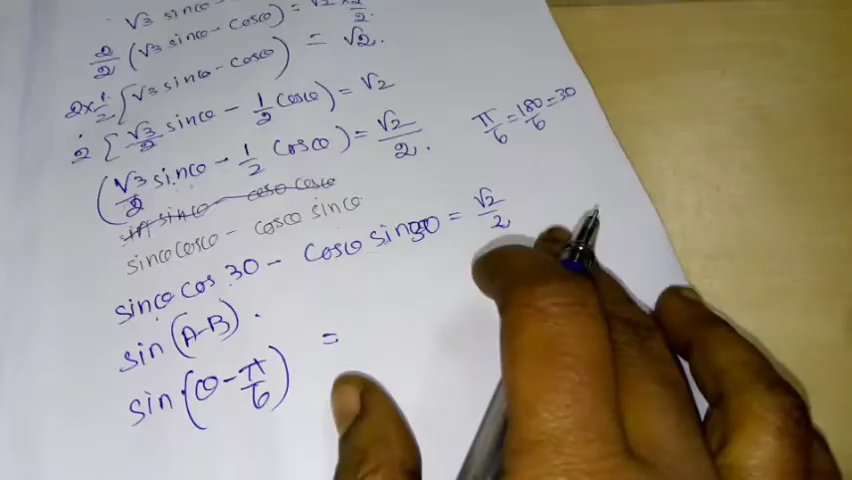 √3 sinθ
2/2 (√3 sinθ - cosθ) = √2 × 2/2.
2×1/2 [√3 sinθ - cosθ) = √2.
2 [√3/2 sinθ - 1/2 cosθ) = √2
(√3/2 sinθ - 1/2 cosθ) = √2/2.
π/6 = 180/6 = 30
sinθ cosθ - cosθ sinθ
sinθ cos 30 - cosθ sin30 = √2/2
sin (A-B).
sin (θ - π/6) =